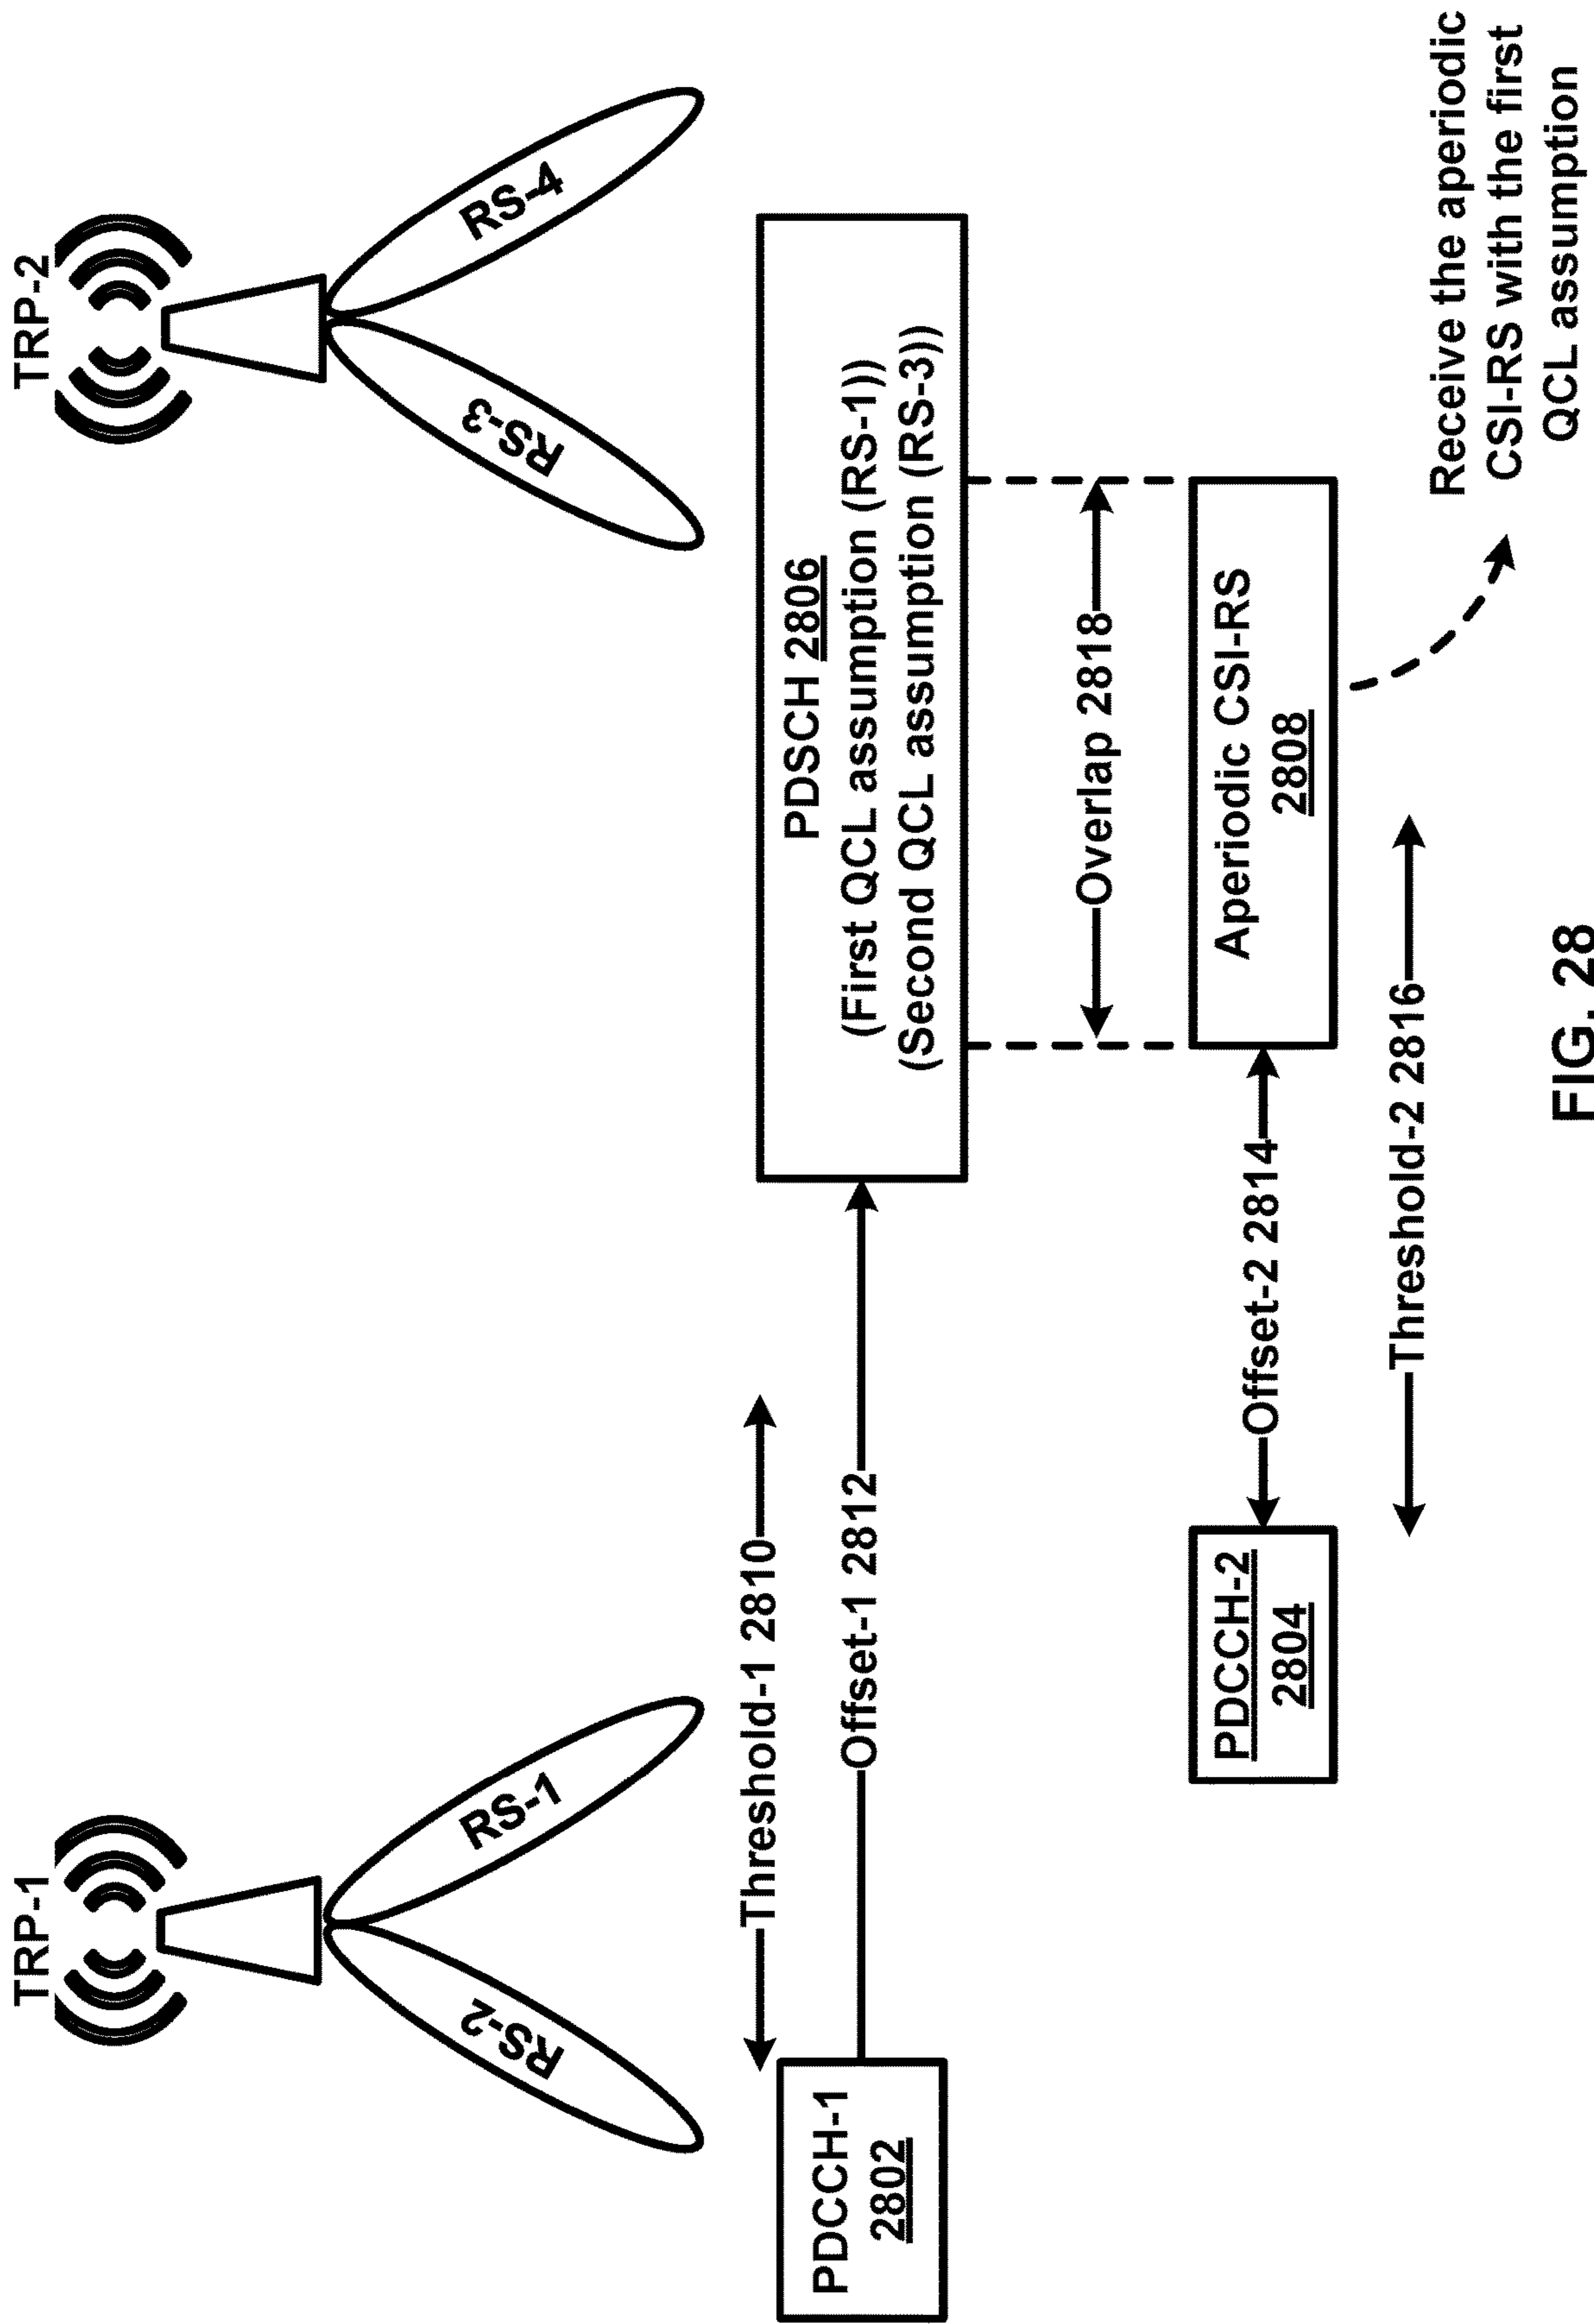 TRP-1
TRP-2
RS-2
RS-1
RS-3
RS-4
Threshold-1 2810
PDCCH-1
2802
Offset-1 2812
PDSCH 2806
(First QCL assumption (RS-1))
(Second QCL assumption (RS-3))
Overlap 2818
PDCCH-2
2804
Offset-2 2814
Aperiodic CSI-RS
2808
Threshold-2 2816
Receive the aperiodic
CSI-RS with the first
QCL assumption
FIG. 28